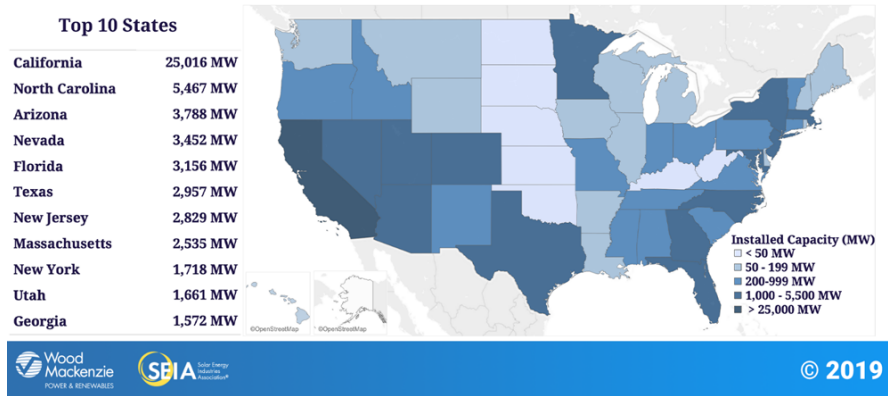 Top 10 States
California 25,016 MW
North Carolina 5,467 MW
Arizona 3,788 MW
Nevada 3,452 MW
Florida 3,156 MW
Texas 2,957 MW
New Jersey 2,829 MW
Massachusetts 2,535 MW
New York 1,718 MW
Utah 1,661 MW
Georgia 1,572 MW
Installed Capacity (MW)
< 50 MW
50 - 199 MW
200-999 MW
1,000 - 5,500 MW
> 25,000 MW
©OpenStreetMap
©OpenStreetMap
Wood
Mackenzie
POWER & RENEWABLES
SEIA
Solar Energy
Industries
Association®
© 2019